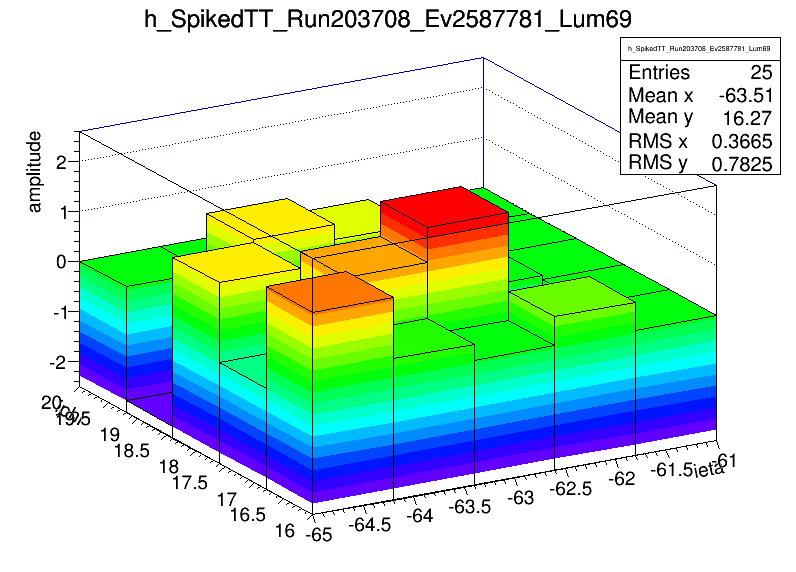 h_SpikedTT_Run203708_Ev2587781_Lum69
h_SpikedTT_Run203708_Ev2587781_Lum69
Entries 25
Mean x -63.51
Mean y 16.27
RMS x 0.3665
RMS y 0.7825
amplitude
2
1
0
-1
-2
20
19.5
19
18.5
18
17.5
17
16.5
16
-65
-64.5
-64
-63.5
-63
-62.5
-62
-61.5
ieta
-61